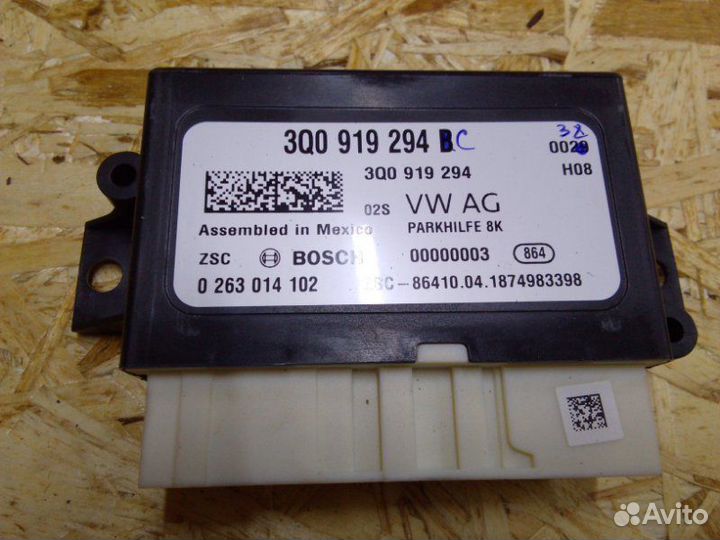 3Q0 919 294 BC
38
0029
3Q0 919 294
H08
02S VW AG
Assembled in Mexico
PARKHILFE 8K
ZSC BOSCH 00000003 864
0 263 014 102
ZSC-86410.04.1874983398
Avito